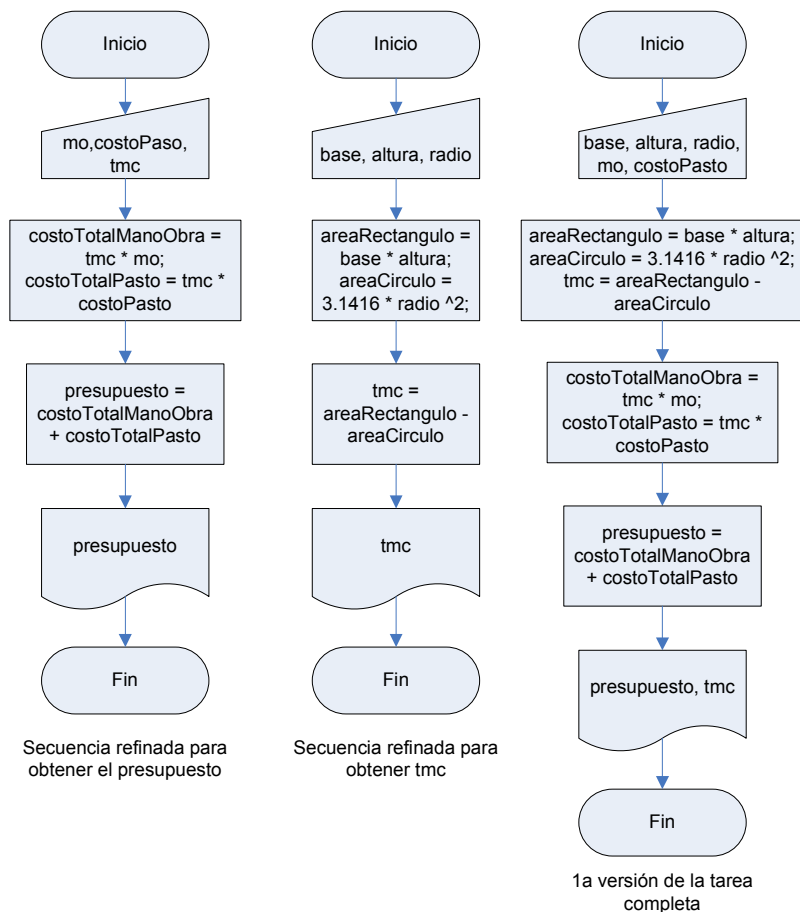 Inicio
mo,costoPaso,
tmc
costoTotalManoObra =
tmc * mo;
costoTotalPasto = tmc *
costoPasto
presupuesto =
costoTotalManoObra
+ costoTotalPasto
presupuesto
Fin
Secuencia refinada para
obtener el presupuesto
Inicio
base, altura, radio
areaRectangulo =
base * altura;
areaCirculo =
3.1416 * radio ^2;
tmc =
areaRectangulo -
areaCirculo
tmc
Fin
Secuencia refinada para
obtener tmc
Inicio
base, altura, radio,
mo, costoPasto
areaRectangulo = base * altura;
areaCirculo = 3.1416 * radio ^2;
tmc = areaRectangulo -
areaCirculo
costoTotalManoObra =
tmc * mo;
costoTotalPasto = tmc *
costoPasto
presupuesto =
costoTotalManoObra
+ costoTotalPasto
presupuesto, tmc
Fin
1a versión de la tarea
completa